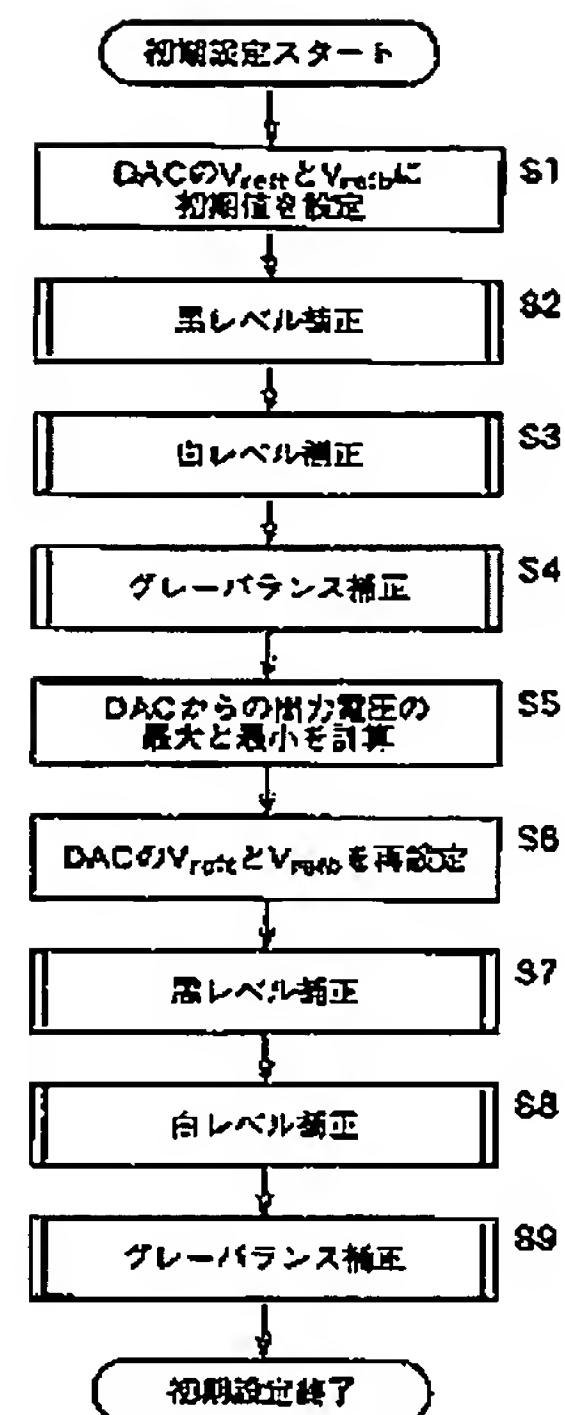 初期設定スタート
DACのVreftとVrefbに
初期値を設定
S1
黒レベル補正
S2
白レベル補正
S3
グレーバランス補正
S4
DACからの出力電圧の
最大と最小を計算
S5
DACのVreftとVrefbを再設定
S6
黒レベル補正
S7
白レベル補正
S8
グレーバランス補正
S9
初期設定終了